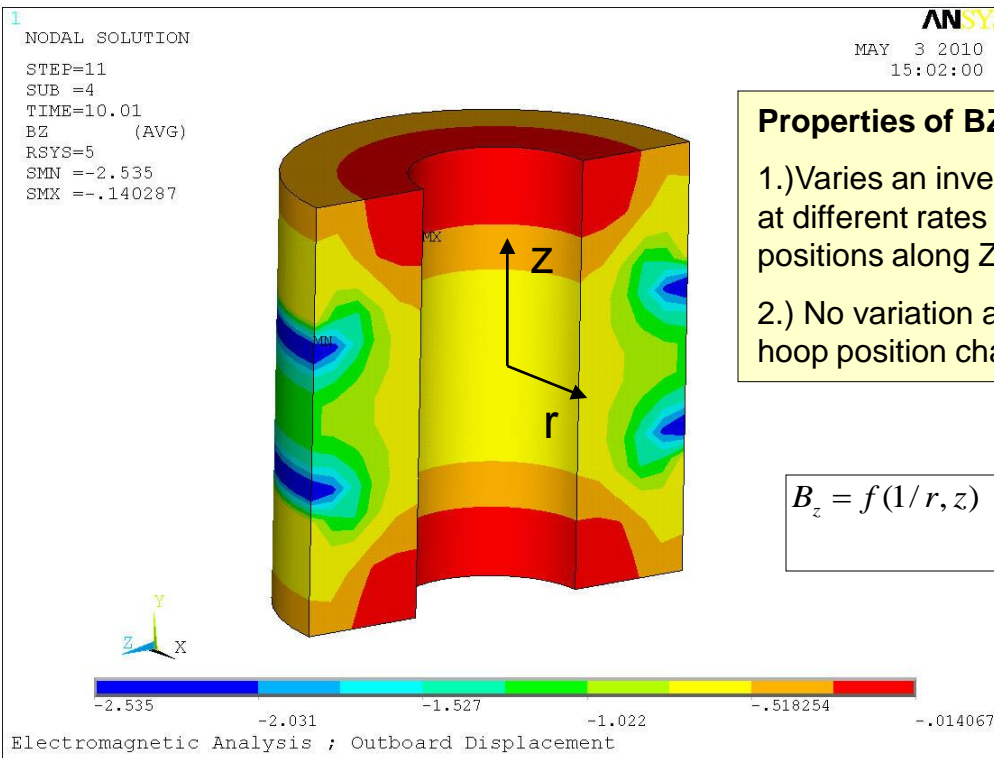 1
NODAL SOLUTION
STEP=11
SUB =4
TIME=10.01
BZ (AVG)
RSYS=5
SMN =-2.535
SMX =-.140287
ANSYS
MAY 3 2010
15:02:00
Properties of BZ
1.)Varies an inve
at different rates
positions along Z
2.) No variation a
hoop position cha
MX
MN
z
r
B_z = f(1/r, z)
Y
Z
X
-2.535
-2.031
-1.527
-1.022
-.518254
-.014067
Electromagnetic Analysis ; Outboard Displacement